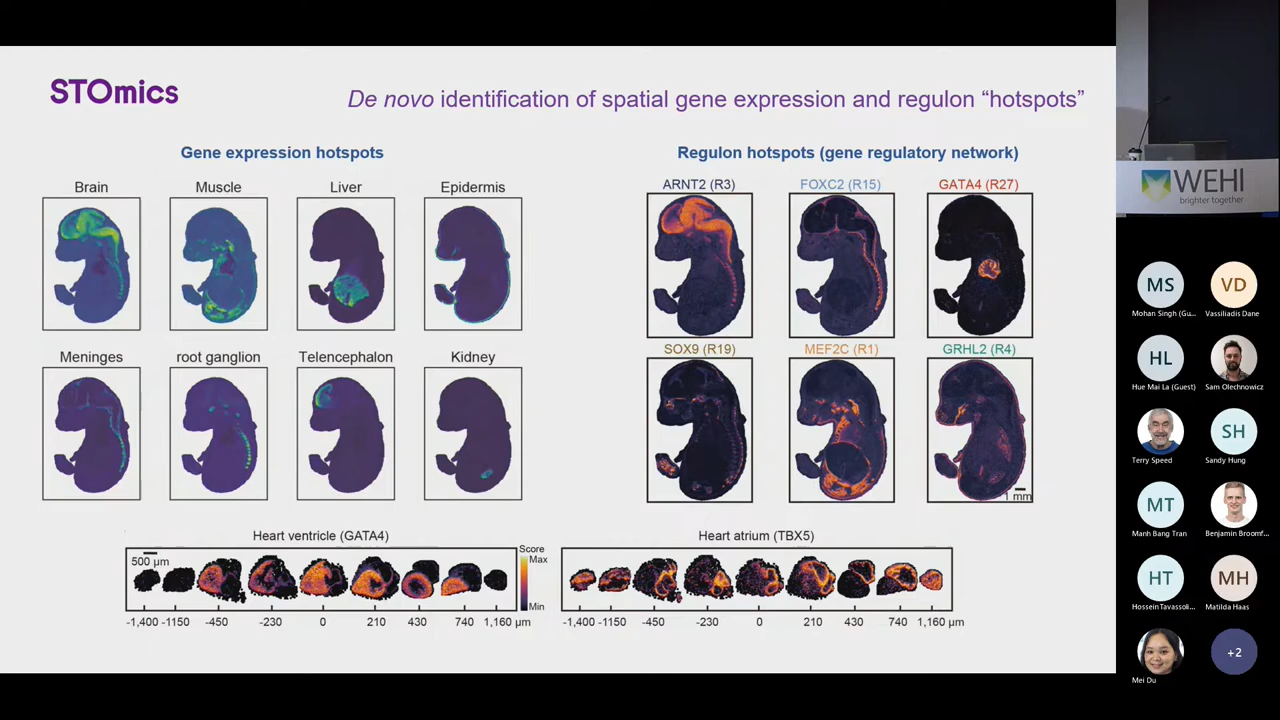 STOmics
De novo identification of spatial gene expression and regulon “hotspots”
Gene expression hotspots
Brain
Muscle
Liver
Epidermis
Meninges
root ganglion
Telencephalon
Kidney
Regulon hotspots (gene regulatory network)
ARNT2 (R3)
FOXC2 (R15)
GATA4 (R27)
SOX9 (R19)
MEF2C (R1)
GRHL2 (R4)
1 mm
Heart ventricle (GATA4)
500 µm
Score
Max
Min
-1,400 -1150 -450 -230 0 210 430 740 1,160 µm
Heart atrium (TBX5)
-1,400 -1150 -450 -230 0 210 430 740 1,160 µm
WEHI
brighter together
MS
Mohan Singh (Gu...
VD
Vassiliadis Dane
HL
Hue Mai La (Guest)
Sam Olechnowicz
Terry Speed
SH
Sandy Hung
MT
Manh Bang Tran
Benjamin Broomf...
HT
Hossein Tavassoli...
MH
Matilda Haas
Mei Du
+2